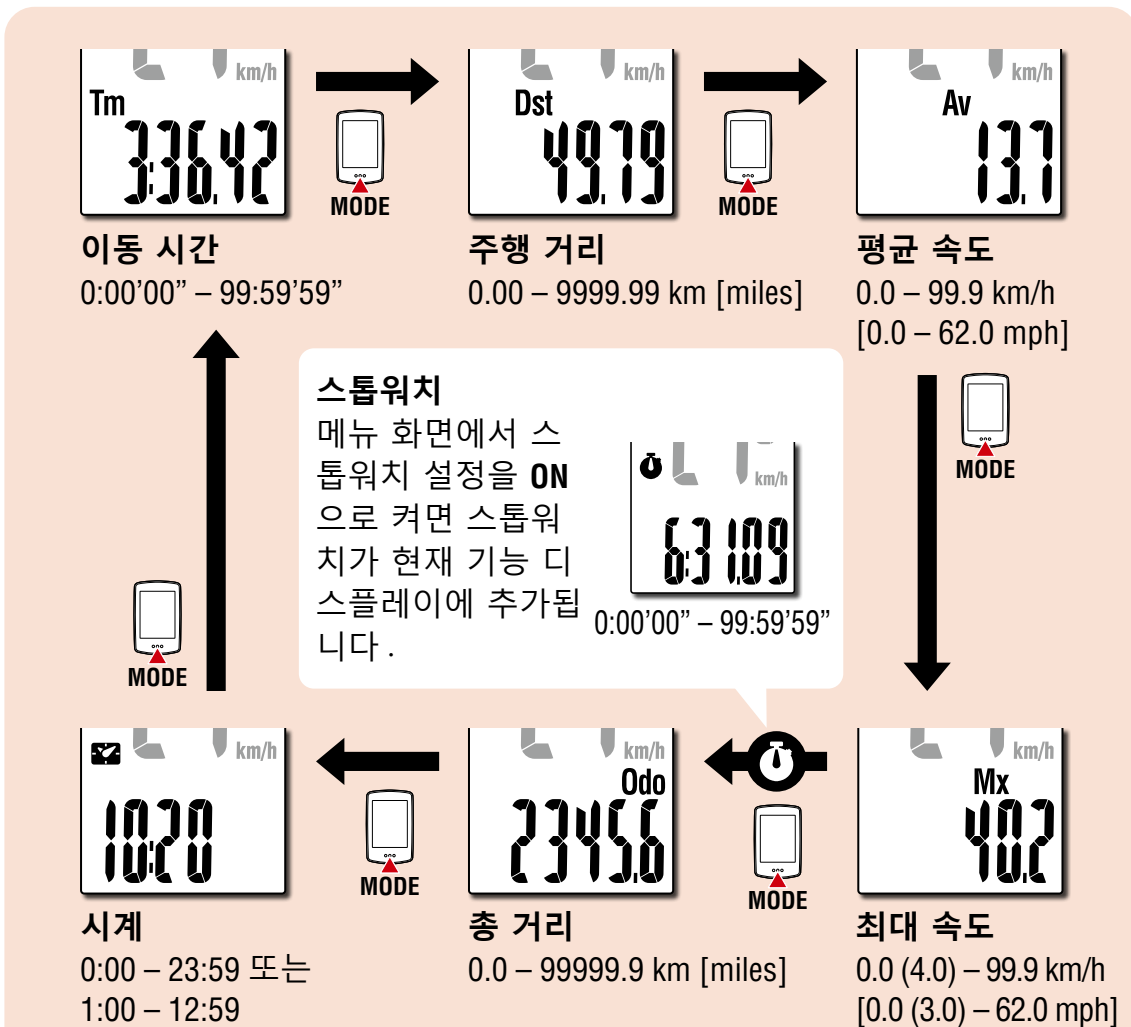 km/h
Tm
3:36.42
MODE
이동 시간
0:00’00” – 99:59’59”
km/h
Dst
49.79
MODE
주행 거리
0.00 – 9999.99 km [miles]
km/h
Av
13.7
평균 속도
0.0 – 99.9 km/h
[0.0 – 62.0 mph]
MODE
스톱워치
메뉴 화면에서 스
톱워치 설정을 ON
으로 켜면 스톱워
치가 현재 기능 디
스플레이에 추가됩
니다 .
km/h
6:31.09
0:00’00” – 99:59’59”
MODE
km/h
10:20
시계
0:00 – 23:59 또는
1:00 – 12:59
MODE
km/h
Odo
2345.6
총 거리
0.0 – 99999.9 km [miles]
MODE
km/h
Mx
40.2
최대 속도
0.0 (4.0) – 99.9 km/h
[0.0 (3.0) – 62.0 mph]